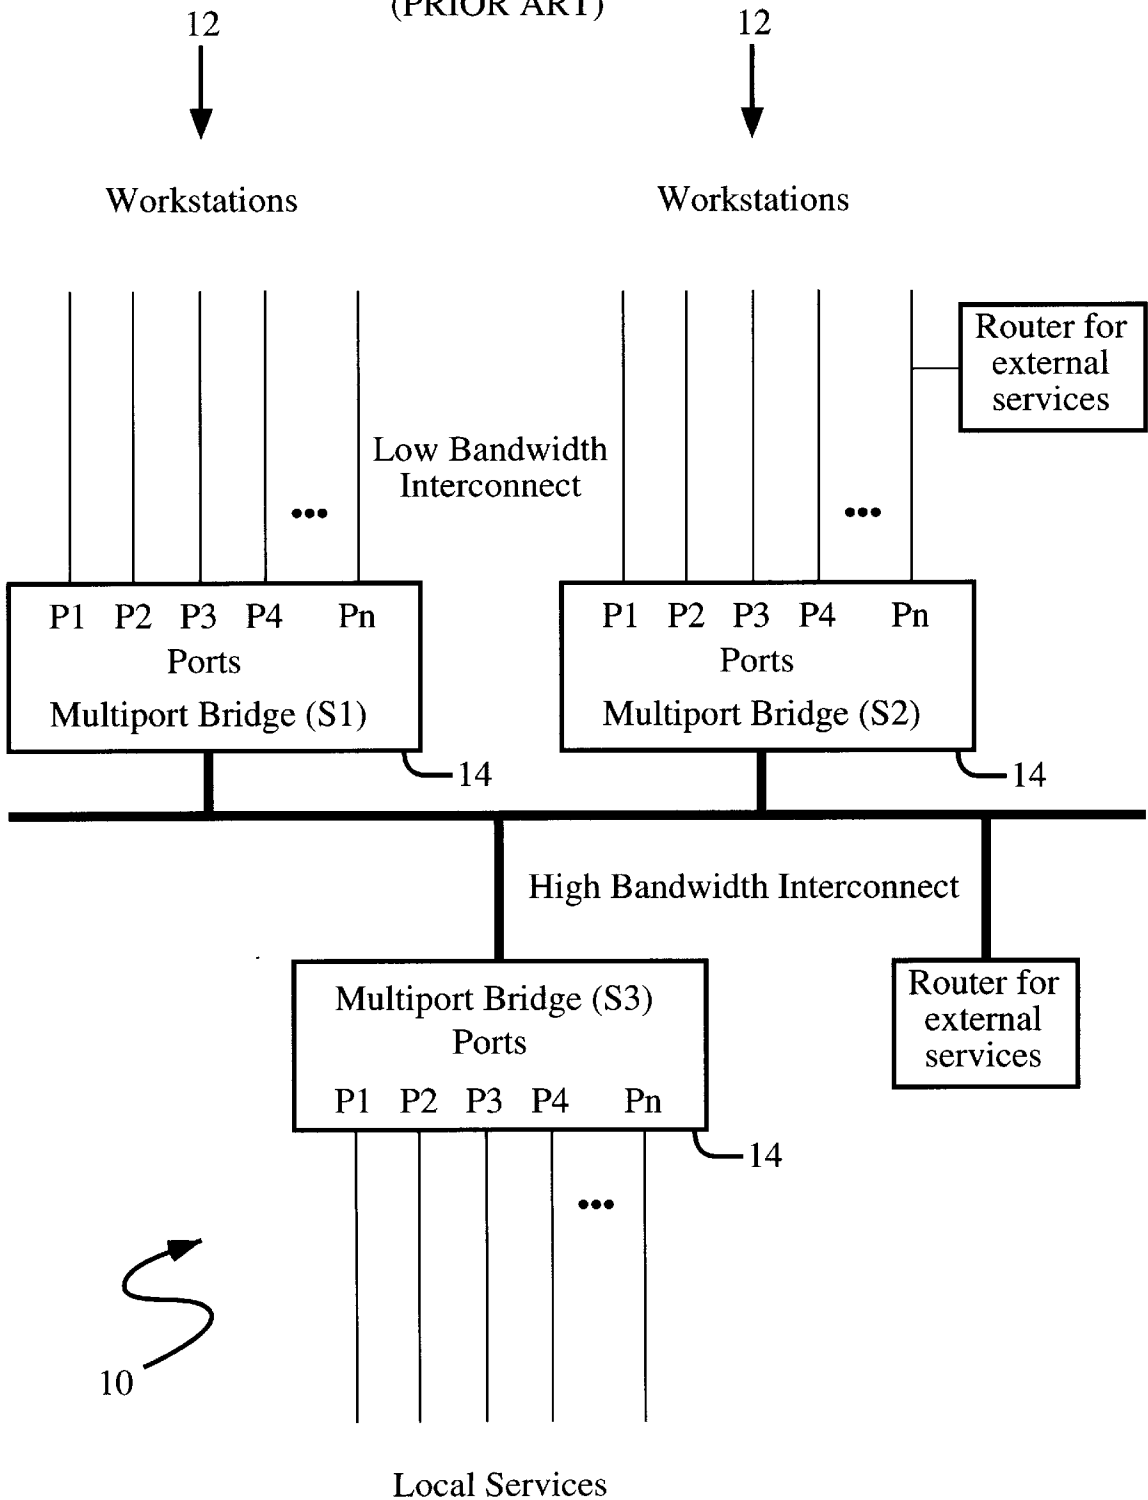 (PRIOR ART)
12
12
Workstations
Workstations
Router for
external
services
Low Bandwidth
Interconnect
P1 P2 P3 P4 Pn
Ports
Multiport Bridge (S1)
14
P1 P2 P3 P4 Pn
Ports
Multiport Bridge (S2)
14
High Bandwidth Interconnect
Multiport Bridge (S3)
Ports
P1 P2 P3 P4 Pn
14
Router for
external
services
10
Local Services